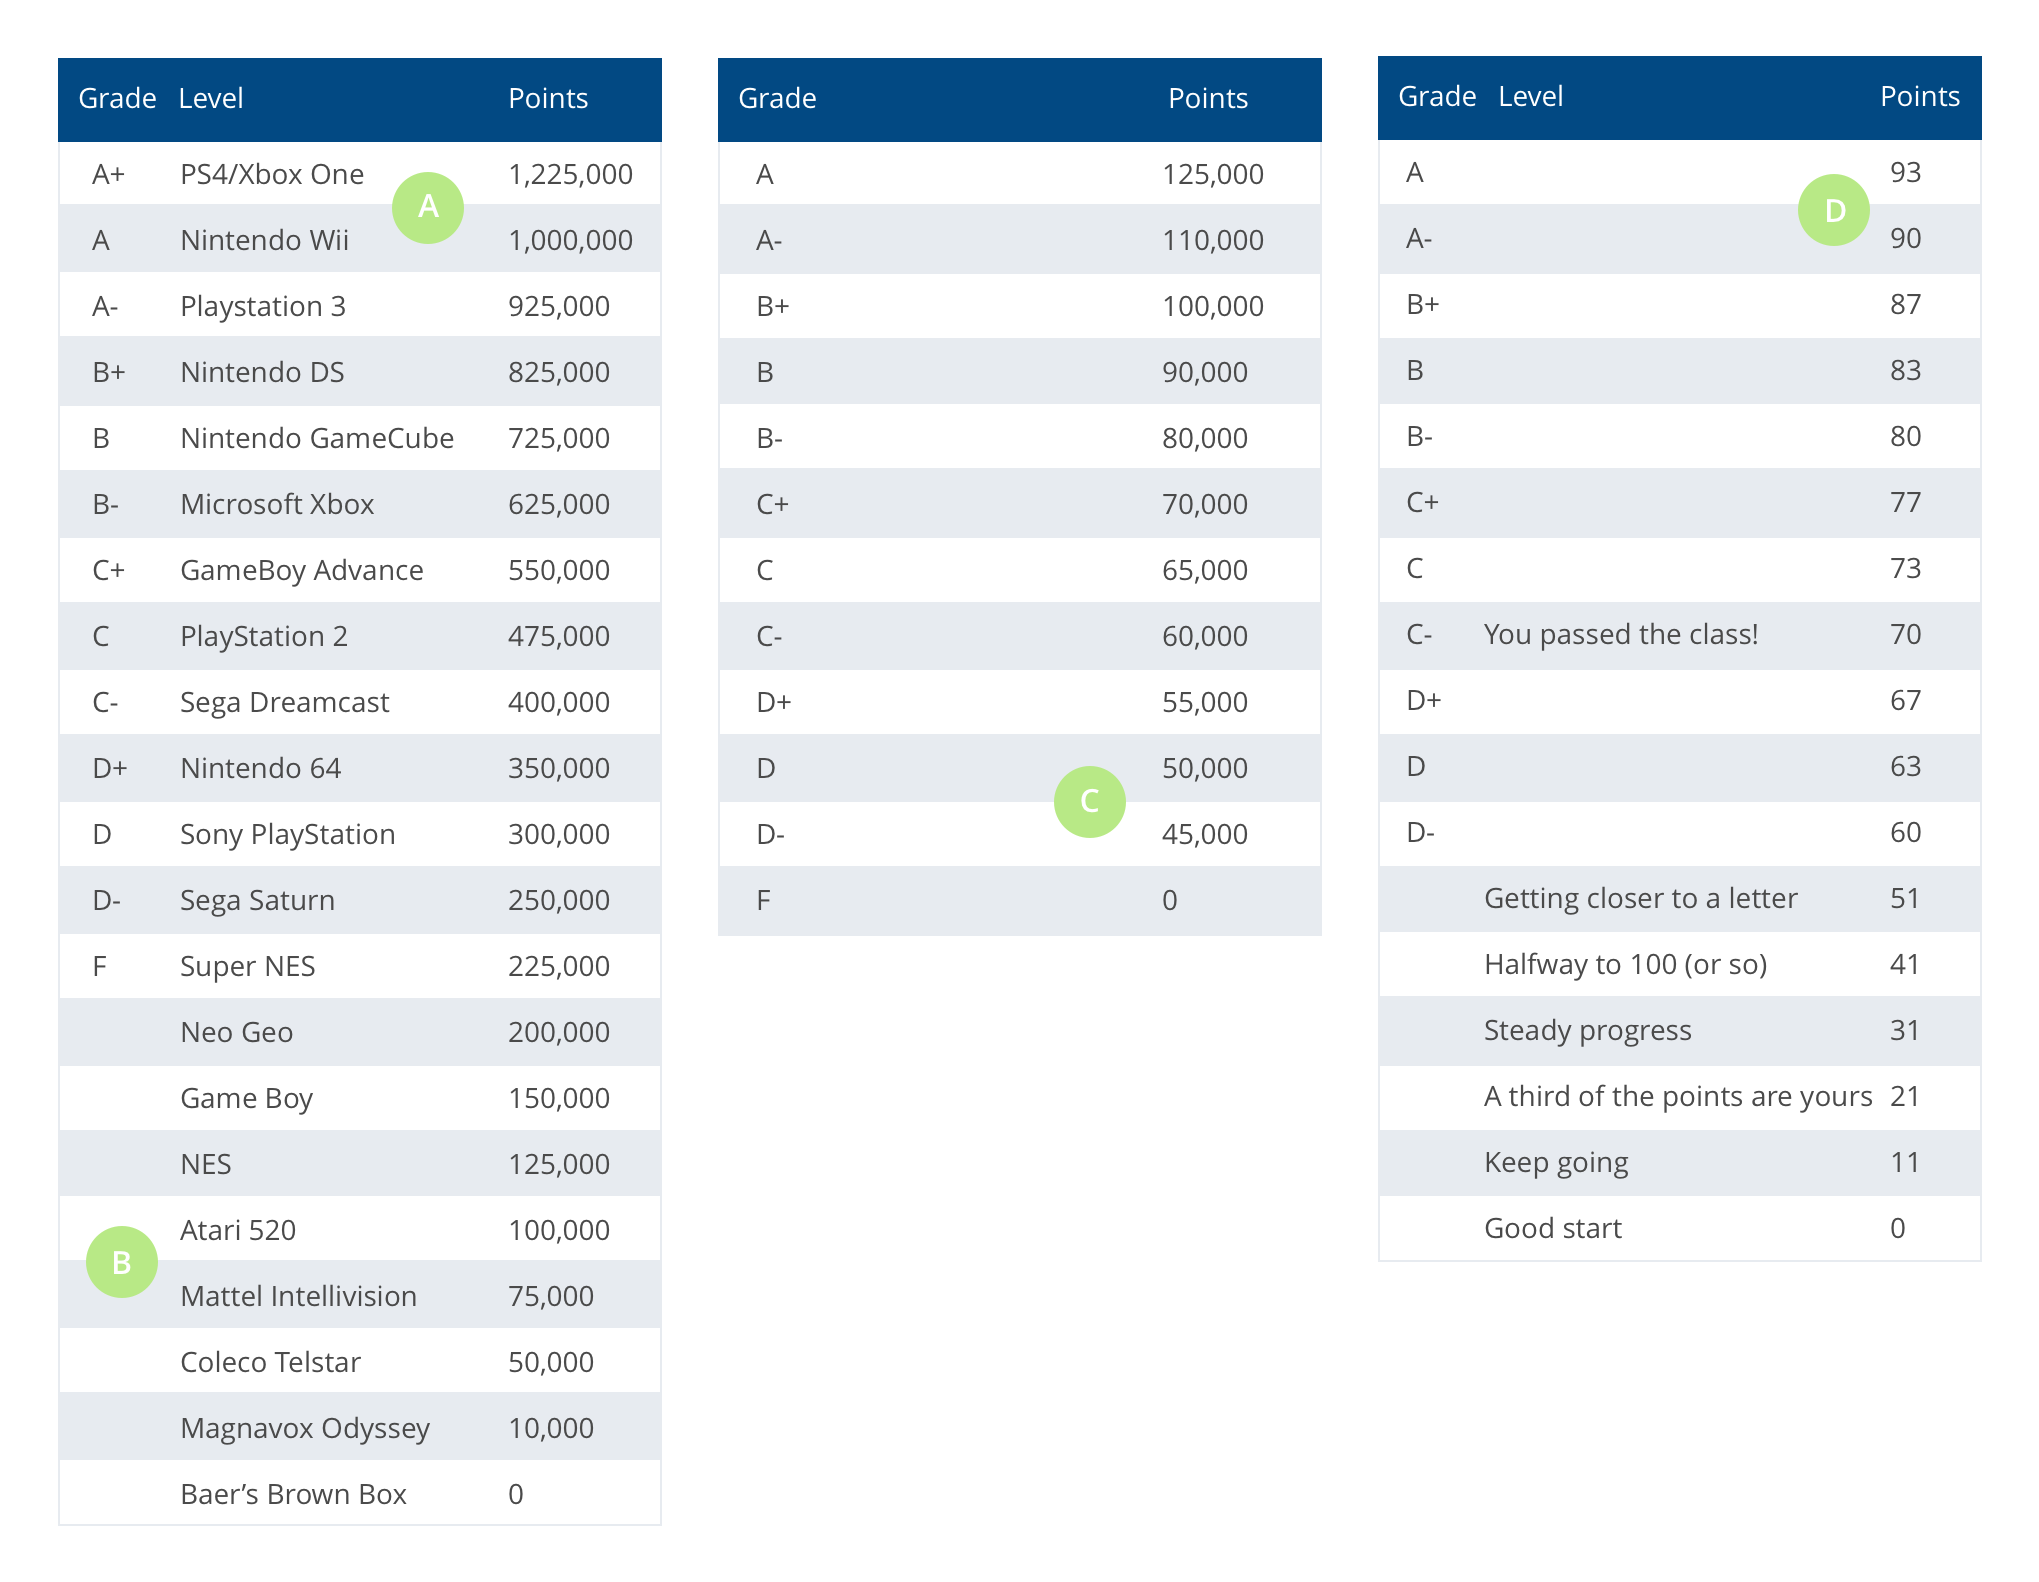 Grade Level Points
A+ PS4/Xbox One 1,225,000
A
A Nintendo Wii 1,000,000
A- Playstation 3 925,000
B+ Nintendo DS 825,000
B Nintendo GameCube 725,000
B- Microsoft Xbox 625,000
C+ GameBoy Advance 550,000
C PlayStation 2 475,000
C- Sega Dreamcast 400,000
D+ Nintendo 64 350,000
D Sony PlayStation 300,000
D- Sega Saturn 250,000
F Super NES 225,000
Neo Geo 200,000
Game Boy 150,000
NES 125,000
Atari 520 100,000
B
Mattel Intellivision 75,000
Coleco Telstar 50,000
Magnavox Odyssey 10,000
Baer’s Brown Box 0
Grade Points
A 125,000
A- 110,000
B+ 100,000
B 90,000
B- 80,000
C+ 70,000
C 65,000
C- 60,000
D+ 55,000
D 50,000
C
D- 45,000
F 0
Grade Level Points
A 93
D
A- 90
B+ 87
B 83
B- 80
C+ 77
C 73
C- You passed the class! 70
D+ 67
D 63
D- 60
Getting closer to a letter 51
Halfway to 100 (or so) 41
Steady progress 31
A third of the points are yours 21
Keep going 11
Good start 0